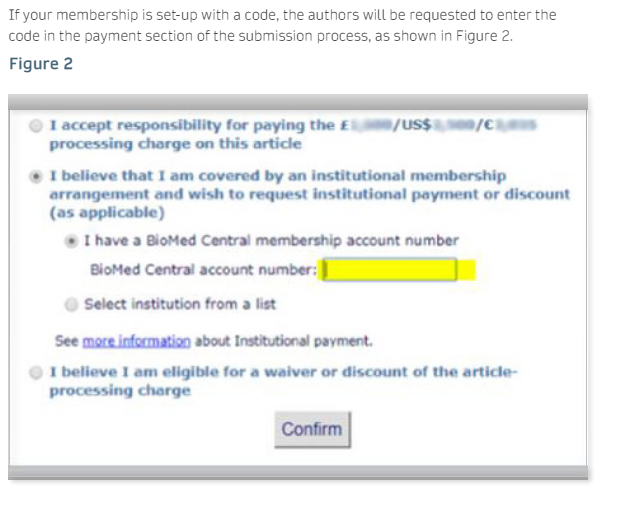 If your membership is set-up with a code, the authors will be requested to enter the
code in the payment section of the submission process, as shown in Figure 2.
Figure 2
I accept responsibility for paying the £ /US$ /€
processing charge on this article
I believe that I am covered by an institutional membership
arrangement and wish to request institutional payment or discount
(as applicable)
I have a BioMed Central membership account number
BioMed Central account number:
Select institution from a list
See more information about Institutional payment.
I believe I am eligible for a waiver or discount of the article-
processing charge
Confirm